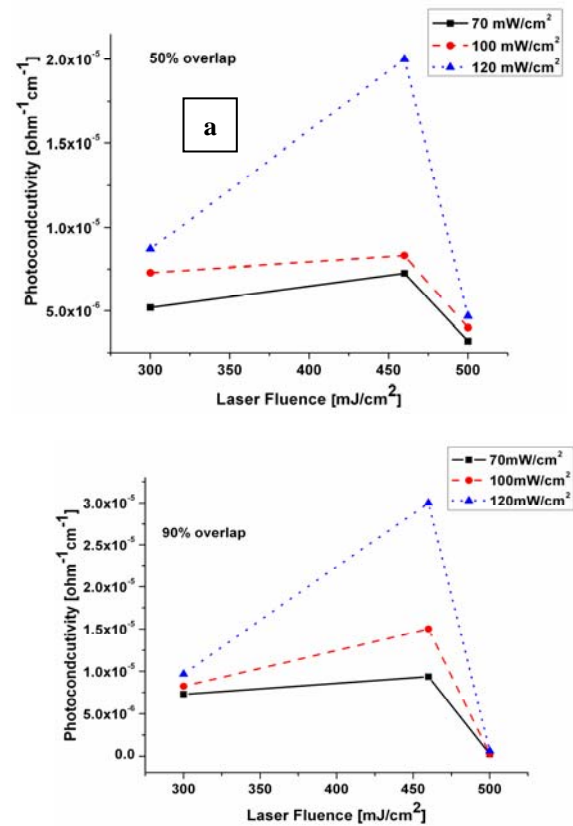 70 mW/cm²
100 mW/cm²
120 mW/cm²
50% overlap
a
Photocondcutivity [ohm⁻¹cm⁻¹]
2.0x10⁻⁵
1.5x10⁻⁵
1.0x10⁻⁵
5.0x10⁻⁶
300 350 400 450 500
Laser Fluence [mJ/cm²]
70mW/cm²
100mW/cm²
120mW/cm²
90% overlap
Photocondcutivity [ohm⁻¹cm⁻¹]
3.0x10⁻⁵
2.5x10⁻⁵
2.0x10⁻⁵
1.5x10⁻⁵
1.0x10⁻⁵
5.0x10⁻⁶
0.0
300 350 400 450 500
Laser Fluence [mJ/cm²]